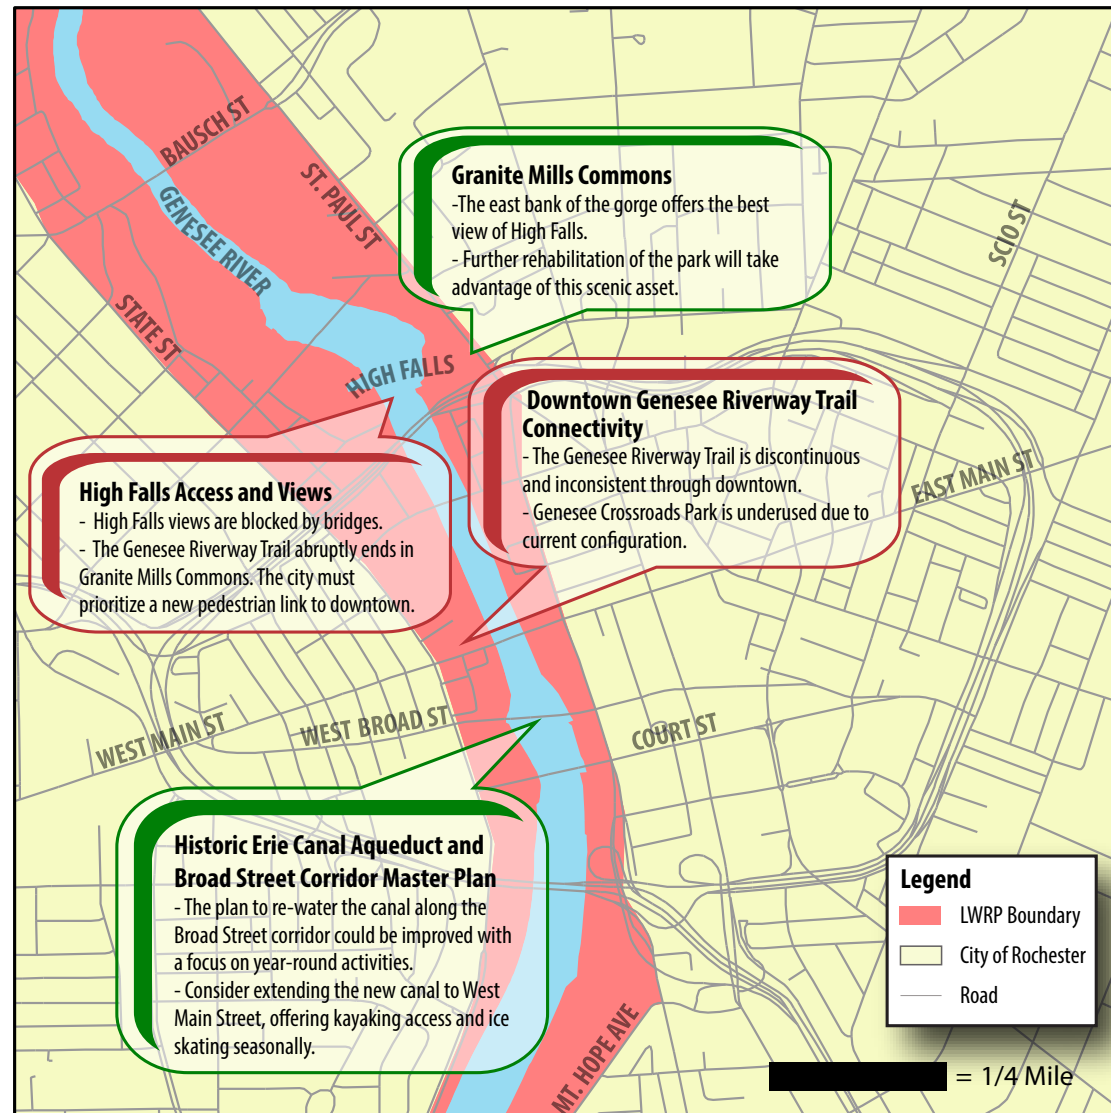 BAUSCH ST
ST. PAUL ST
GENESEE RIVER
STATE ST
HIGH FALLS
SCIO ST
Granite Mills Commons
-The east bank of the gorge offers the best
view of High Falls.
- Further rehabilitation of the park will take
advantage of this scenic asset.
Downtown Genesee Riverway Trail
Connectivity
- The Genesee Riverway Trail is discontinuous
and inconsistent through downtown.
- Genesee Crossroads Park is underused due to
current configuration.
EAST MAIN ST
High Falls Access and Views
- High Falls views are blocked by bridges.
- The Genesee Riverway Trail abruptly ends in
Granite Mills Commons. The city must
prioritize a new pedestrian link to downtown.
WEST MAIN ST
WEST BROAD ST
COURT ST
Historic Erie Canal Aqueduct and
Broad Street Corridor Master Plan
- The plan to re-water the canal along the
Broad Street corridor could be improved with
a focus on year-round activities.
- Consider extending the new canal to West
Main Street, offering kayaking access and ice
skating seasonally.
MT. HOPE AVE
Legend
LWRP Boundary
City of Rochester
Road
= 1/4 Mile